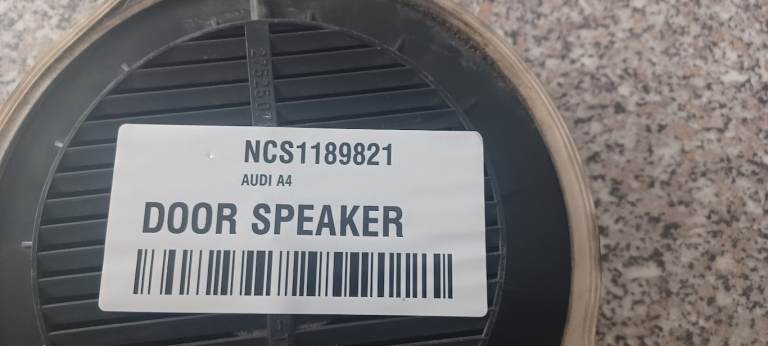 NCS1189821
AUDI A4
DOOR SPEAKER